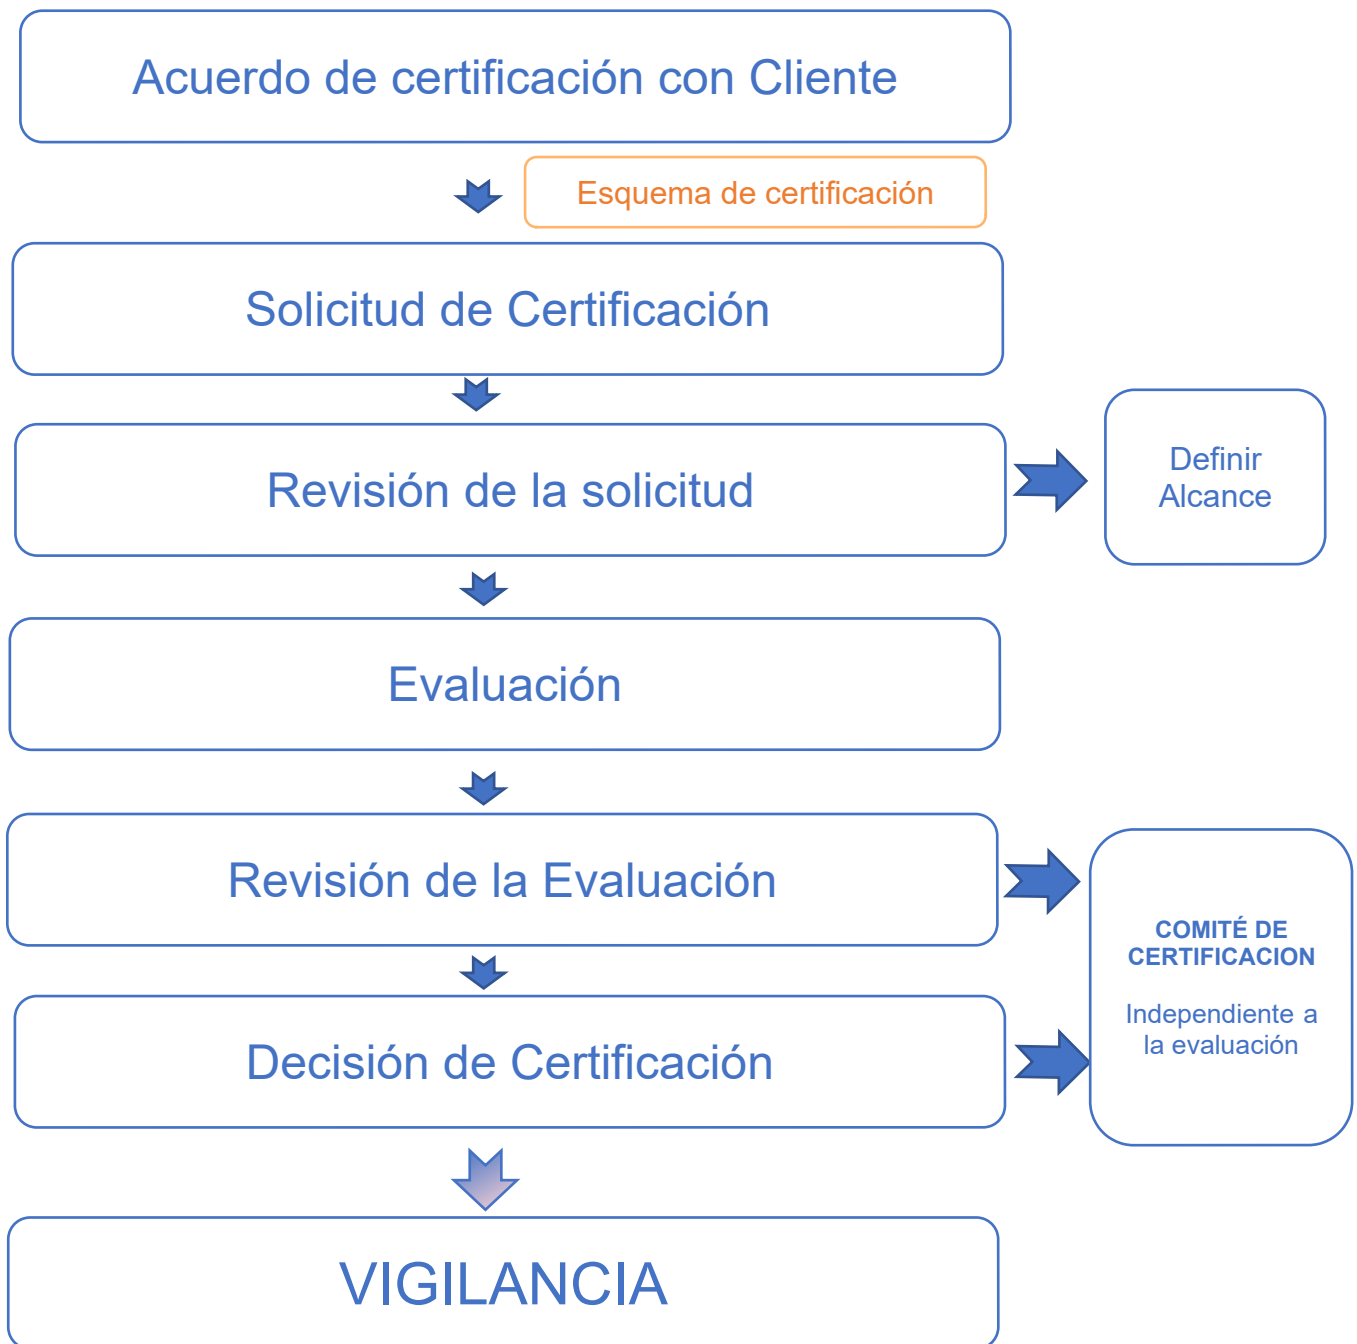 Acuerdo de certificación con Cliente
Esquema de certificación
Solicitud de Certificación
Revisión de la solicitud
Definir
Alcance
Evaluación
Revisión de la Evaluación
COMITÉ DE
CERTIFICACION
Independiente a
la evaluación
Decisión de Certificación
VIGILANCIA